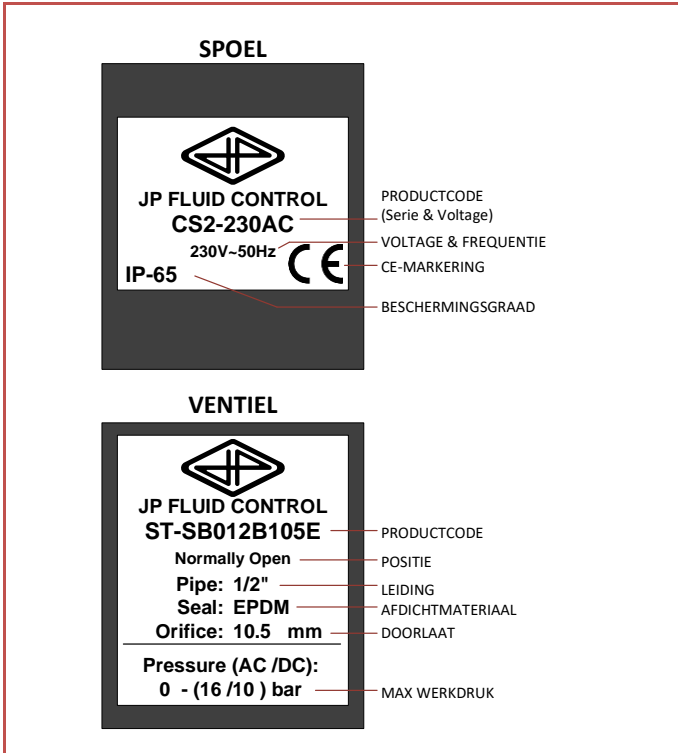 SPOEL
JP FLUID CONTROL
CS2-230AC
230V~50Hz
CE
IP-65
PRODUCTCODE
(Serie & Voltage)
VOLTAGE & FREQUENTIE
CE-MARKERING
BESCHERMINGSGRAAD
VENTIEL
JP FLUID CONTROL
ST-SB012B105E
Normally Open
Pipe: 1/2"
Seal: EPDM
Orifice: 10.5 mm
Pressure (AC /DC):
0 - (16 /10 ) bar
PRODUCTCODE
POSITIE
LEIDING
AFDICHTMATERIAAL
DOORLAAT
MAX WERKDRUK